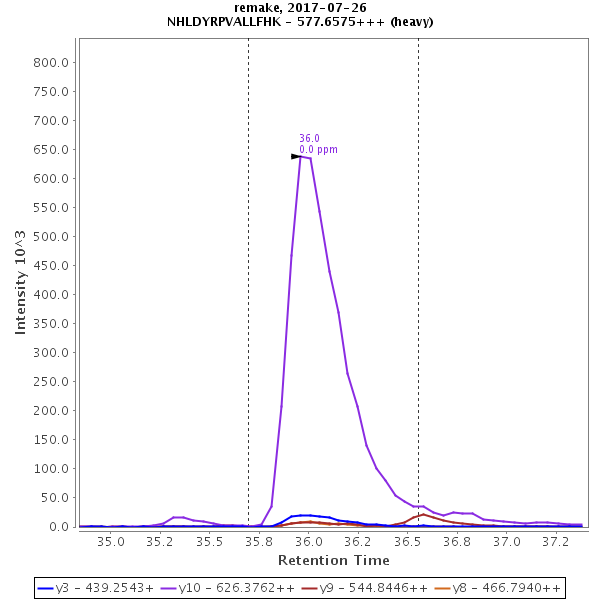 remake, 2017-07-26
NHLDYRPVALLFHK - 577.6575+++ (heavy)
36.0
0.0 ppm
800.0
750.0
700.0
650.0
600.0
550.0
500.0
450.0
400.0
350.0
300.0
250.0
200.0
150.0
100.0
50.0
0.0
Intensity 10^3
35.0 35.2 35.5 35.8 36.0 36.2 36.5 36.8 37.0 37.2
Retention Time
y3 - 439.2543+ y10 - 626.3762++ y9 - 544.8446++ y8 - 466.7940++